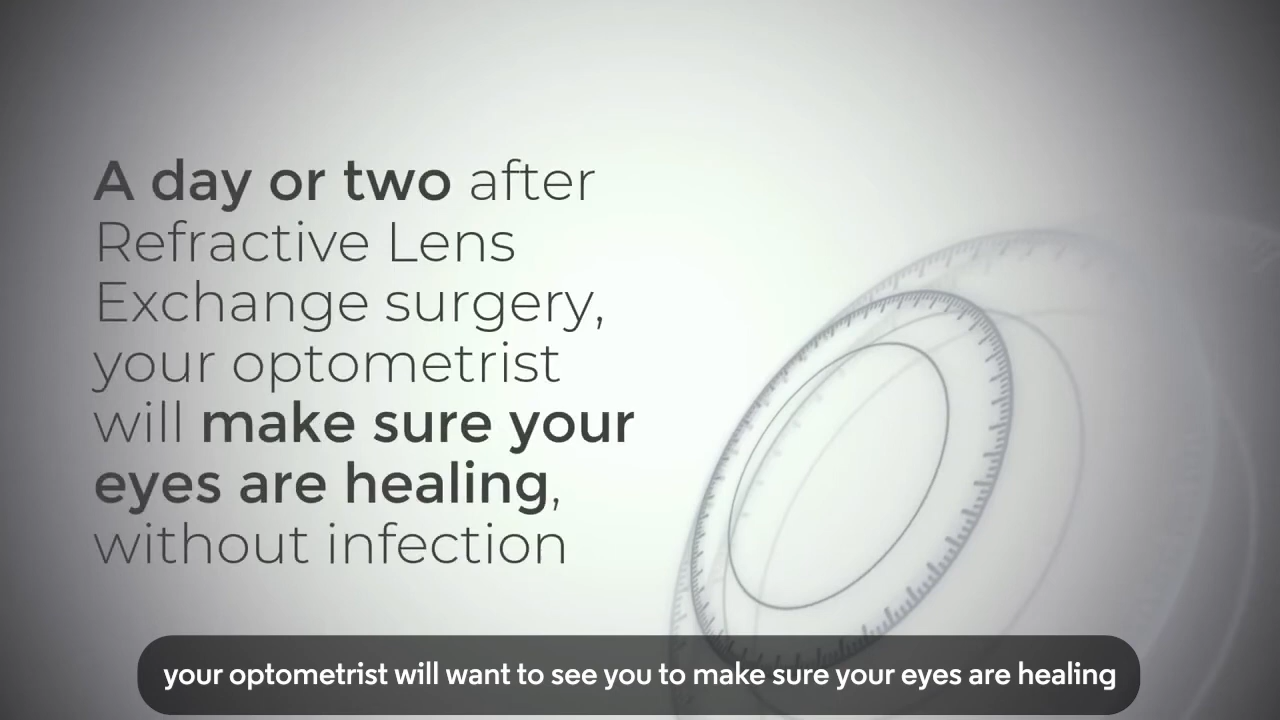 A day or two after
Refractive Lens
Exchange surgery,
your optometrist
will make sure your
eyes are healing,
without infection
your optometrist will want to see you to make sure your eyes are healing